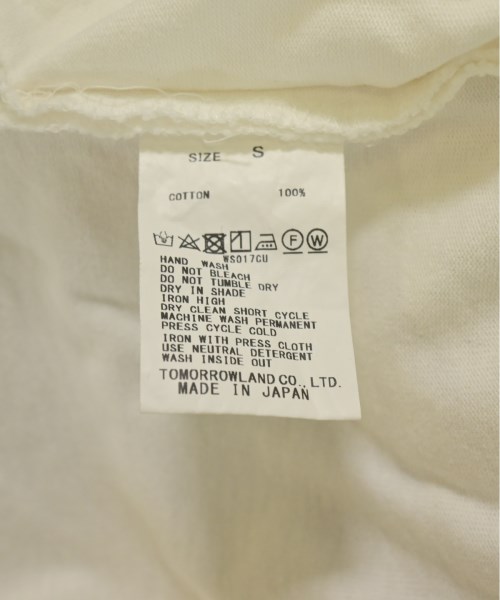 SIZE S
COTTON 100%
F W
WS017CU
HAND WASH
DO NOT BLEACH
DO NOT TUMBLE DRY
DRY IN SHADE
IRON HIGH
DRY CLEAN SHORT CYCLE
MACHINE WASH PERMANENT
PRESS CYCLE COLD
IRON WITH PRESS CLOTH
USE NEUTRAL DETERGENT
WASH INSIDE OUT
TOMORROWLAND CO., LTD.
MADE IN JAPAN